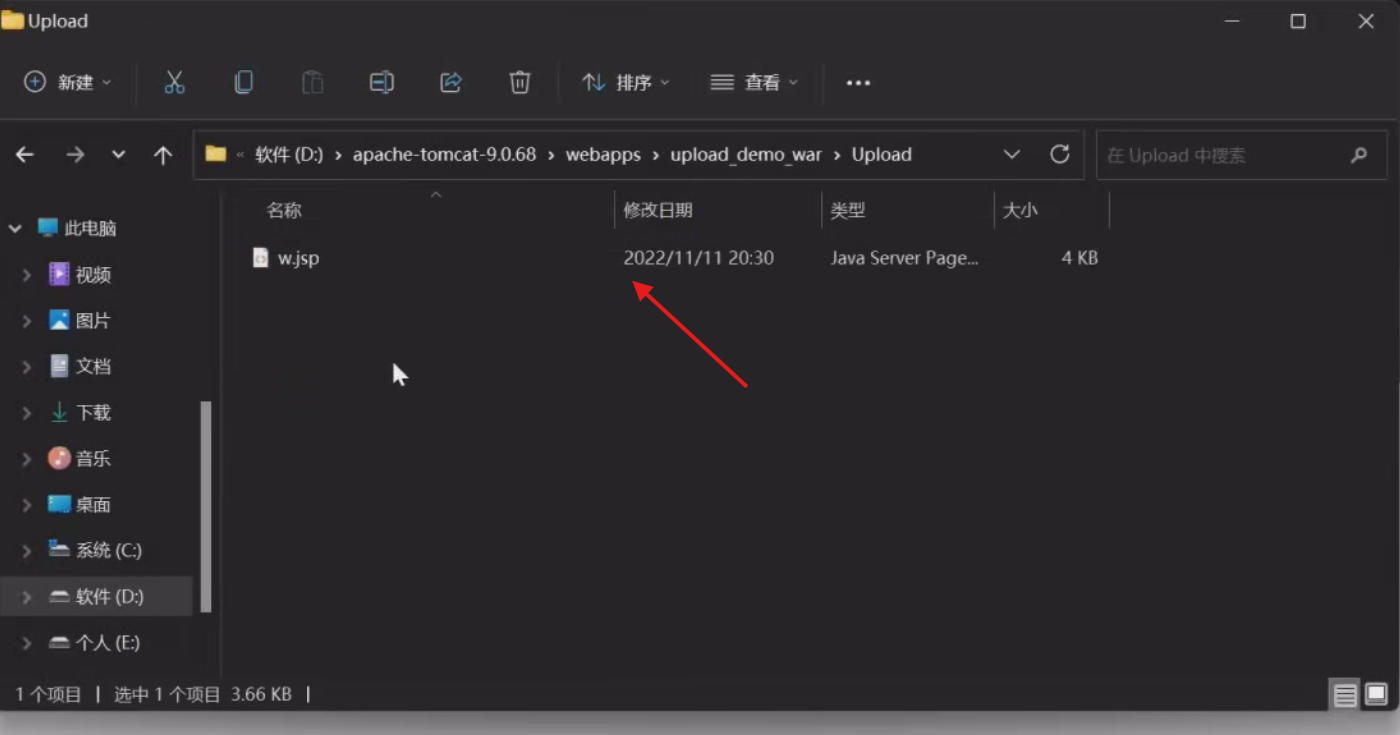 Upload
新建 排序 查看
« 软件 (D:) › apache-tomcat-9.0.68 › webapps › upload_demo_war › Upload
在 Upload 中搜索
名称 修改日期 类型 大小
w.jsp 2022/11/11 20:30 Java Server Page... 4 KB
此电脑
视频
图片
文档
下载
音乐
桌面
系统 (C:)
软件 (D:)
个人 (E:)
1 个项目 | 选中 1 个项目 3.66 KB |